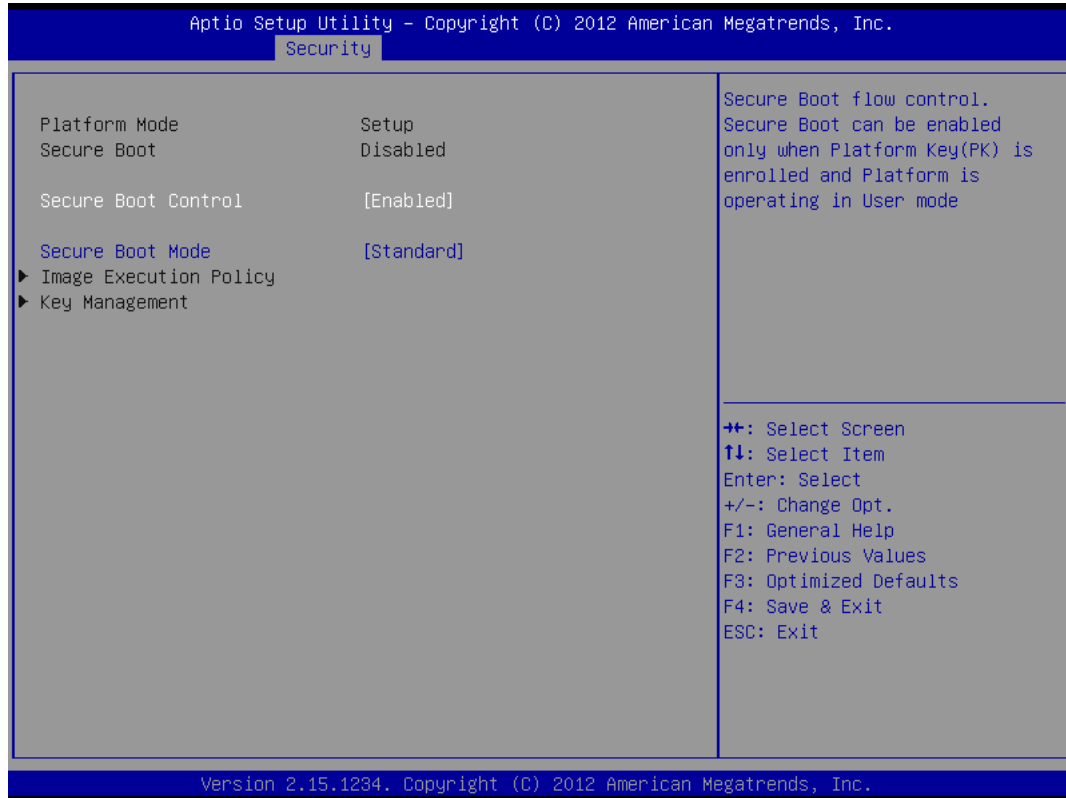 Aptio Setup Utility – Copyright (C) 2012 American Megatrends, Inc.
Security
Platform Mode Setup
Secure Boot Disabled
Secure Boot Control [Enabled]
Secure Boot Mode [Standard]
▶ Image Execution Policy
▶ Key Management
Secure Boot flow control.
Secure Boot can be enabled
only when Platform Key(PK) is
enrolled and Platform is
operating in User mode
→←: Select Screen
↑↓: Select Item
Enter: Select
+/-: Change Opt.
F1: General Help
F2: Previous Values
F3: Optimized Defaults
F4: Save & Exit
ESC: Exit
Version 2.15.1234. Copyright (C) 2012 American Megatrends, Inc.